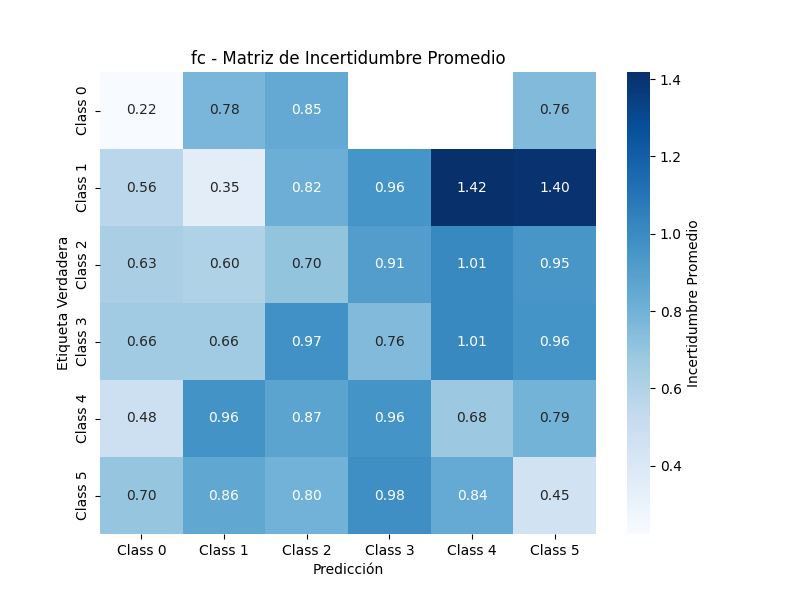 fc - Matriz de Incertidumbre Promedio
Etiqueta Verdadera
Class 0 0.22 0.78 0.85 0.76
Class 1 0.56 0.35 0.82 0.96 1.42 1.40
Class 2 0.63 0.60 0.70 0.91 1.01 0.95
Class 3 0.66 0.66 0.97 0.76 1.01 0.96
Class 4 0.48 0.96 0.87 0.96 0.68 0.79
Class 5 0.70 0.86 0.80 0.98 0.84 0.45
Class 0 Class 1 Class 2 Class 3 Class 4 Class 5
Predicción
1.4
1.2
1.0
0.8
0.6
0.4
Incertidumbre Promedio